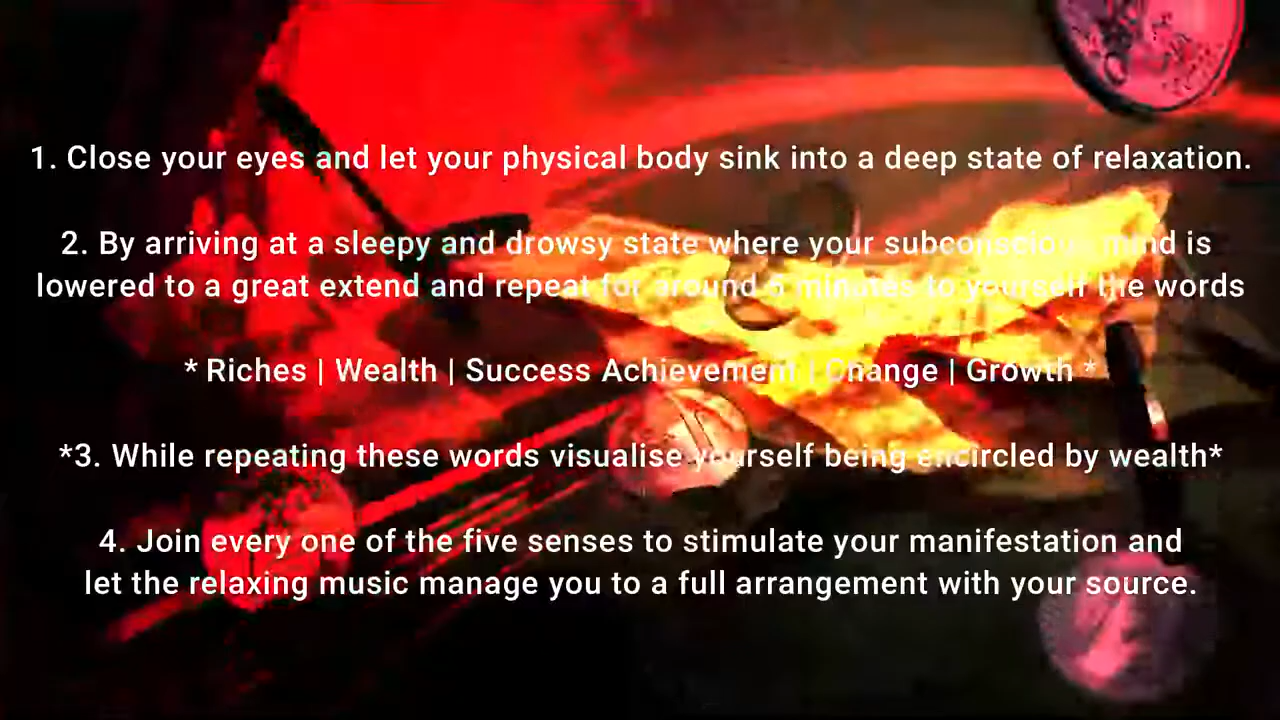 1. Close your eyes and let your physical body sink into a deep state of relaxation.
2. By arriving at a sleepy and drowsy state where your subconscious mind is
lowered to a great extend and repeat for around 5 minutes to yourself the words
* Riches | Wealth | Success Achievement | Change | Growth *
*3. While repeating these words visualise yourself being encircled by wealth*
4. Join every one of the five senses to stimulate your manifestation and
let the relaxing music manage you to a full arrangement with your source.